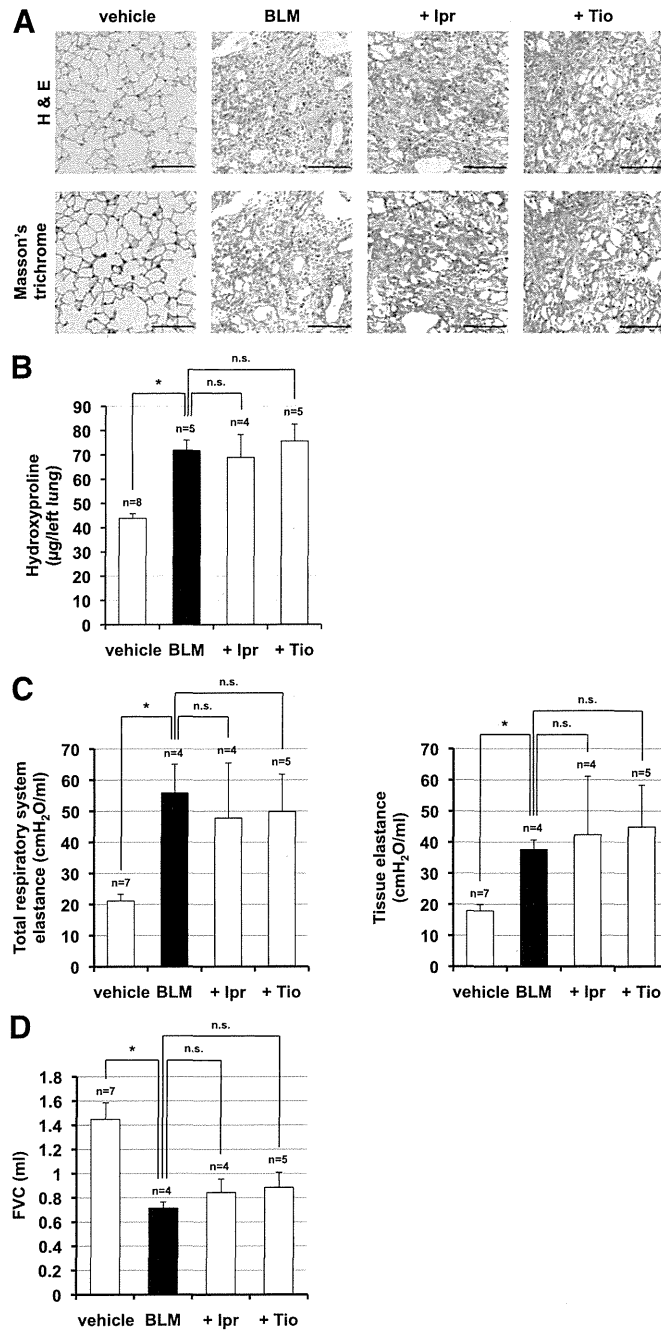 A
vehicle
BLM
+ Ipr
+ Tio
H & E
Masson's
trichrome
B
n.s.
*
n.s.
n=8
n=5
n=4
n=5
90
80
70
60
50
40
30
20
10
0
Hydroxyproline
(µg/left lung)
vehicle BLM + Ipr + Tio
C
n.s.
*
n.s.
n=7
n=4
n=4
n=5
70
60
50
40
30
20
10
0
Total respiratory system
elastance (cmH2O/ml)
vehicle BLM + Ipr + Tio
n.s.
*
n.s.
n=7
n=4
n=4
n=5
70
60
50
40
30
20
10
0
Tissue elastance
(cmH2O/ml)
vehicle BLM + Ipr + Tio
D
n.s.
*
n.s.
n=7
n=4
n=4
n=5
1.8
1.6
1.4
1.2
1
0.8
0.6
0.4
0.2
0
FVC (ml)
vehicle BLM + Ipr + Tio